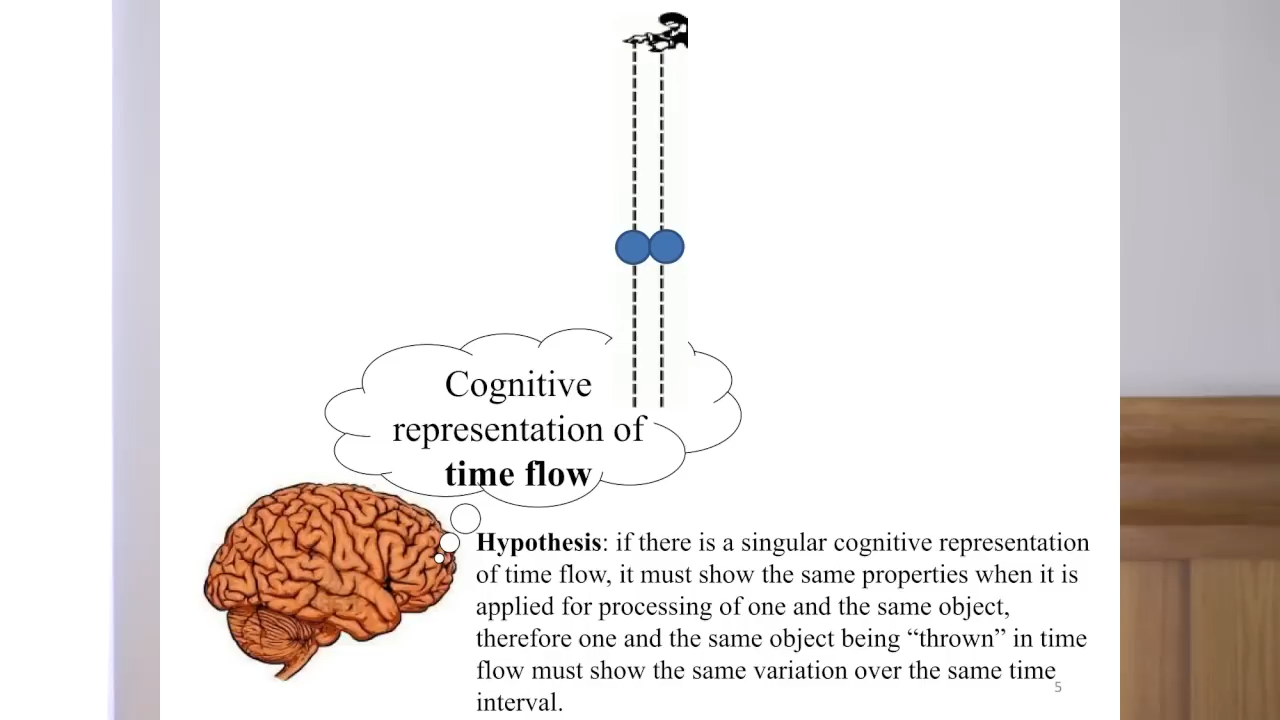 Cognitive
representation of
time flow
Hypothesis: if there is a singular cognitive representation
of time flow, it must show the same properties when it is
applied for processing of one and the same object,
therefore one and the same object being “thrown” in time
flow must show the same variation over the same time
interval.
5